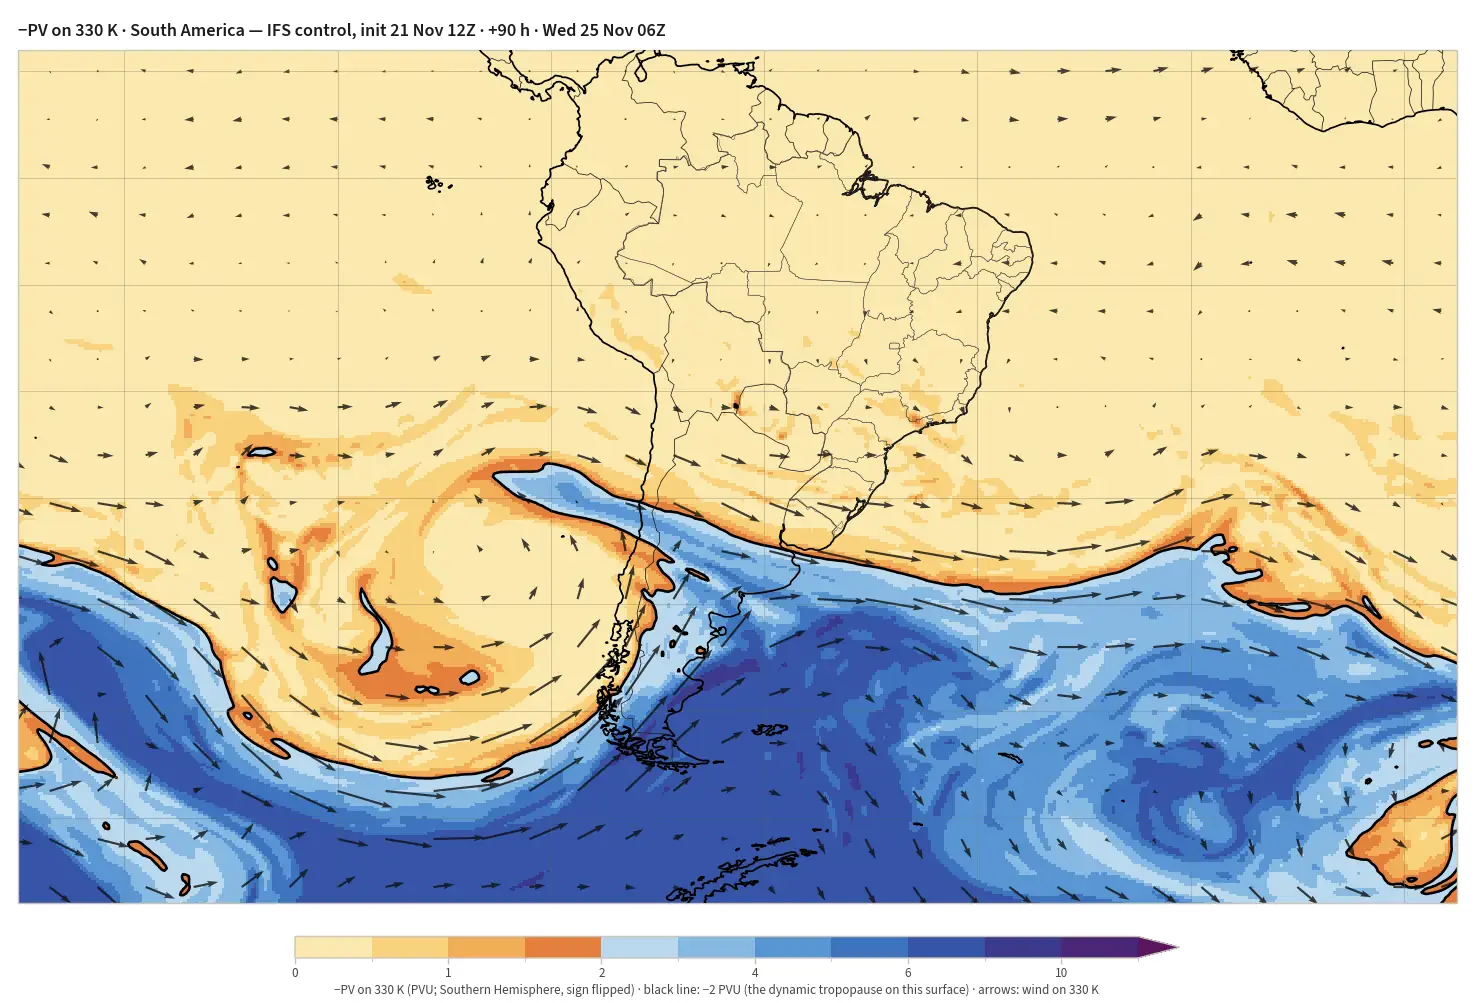 −PV on 330 K · South America — IFS control, init 21 Nov 12Z · +90 h · Wed 25 Nov 06Z
0 1 2 4 6 10
−PV on 330 K (PVU; Southern Hemisphere, sign flipped) · black line: −2 PVU (the dynamic tropopause on this surface) · arrows: wind on 330 K